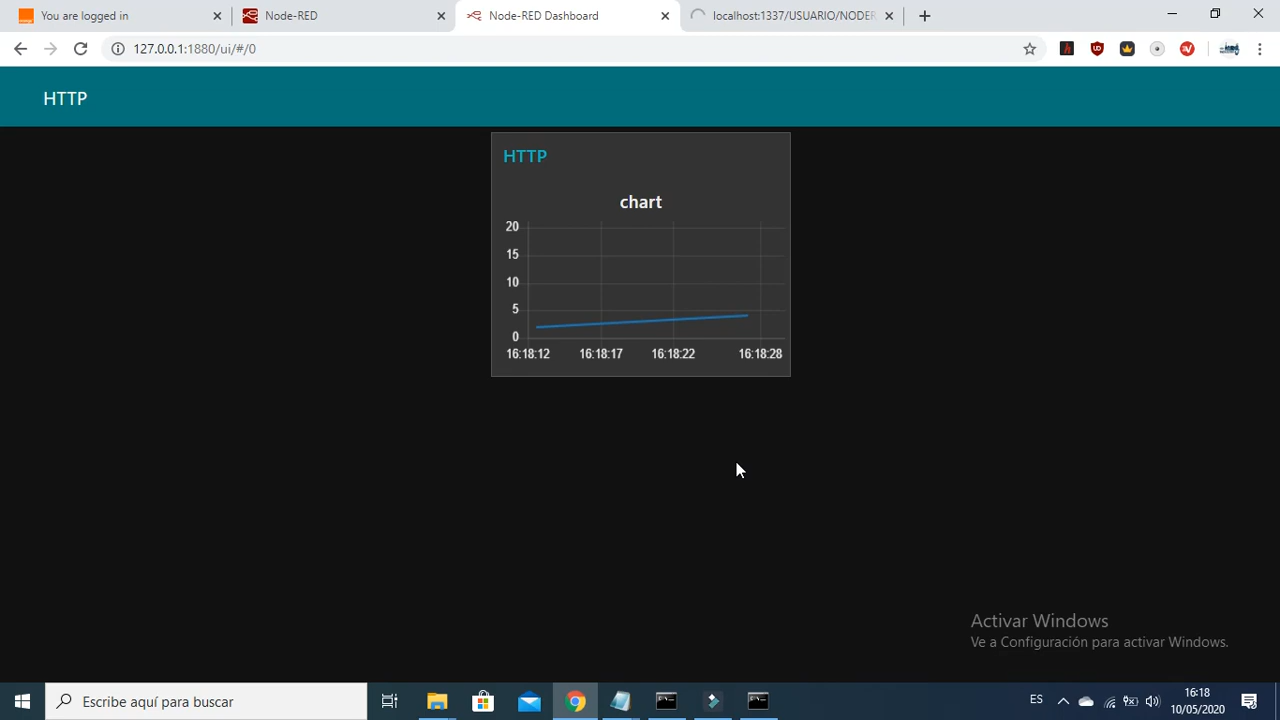 You are logged in
Node-RED
Node-RED Dashboard
localhost:1337/USUARIO/NODER
127.0.0.1:1880/ui/#/0
HTTP
HTTP
chart
20
15
10
5
0
16:18:12 16:18:17 16:18:22 16:18:28
Activar Windows
Ve a Configuración para activar Windows.
Escribe aquí para buscar
ES
16:18
10/05/2020